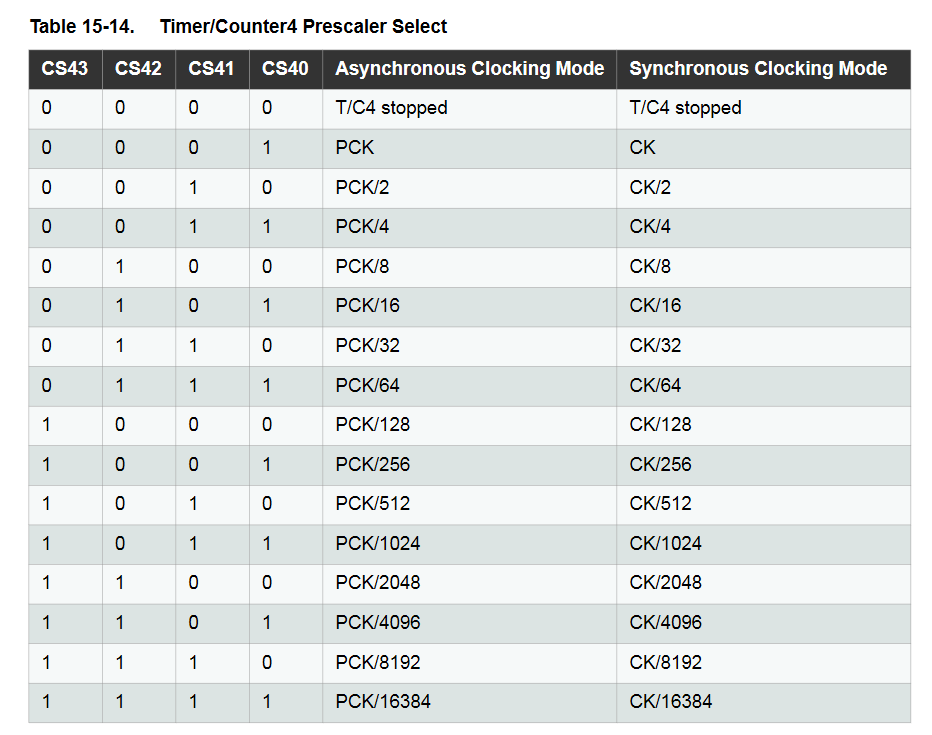 Table 15-14. Timer/Counter4 Prescaler Select
CS43 CS42 CS41 CS40 Asynchronous Clocking Mode Synchronous Clocking Mode
0 0 0 0 T/C4 stopped T/C4 stopped
0 0 0 1 PCK CK
0 0 1 0 PCK/2 CK/2
0 0 1 1 PCK/4 CK/4
0 1 0 0 PCK/8 CK/8
0 1 0 1 PCK/16 CK/16
0 1 1 0 PCK/32 CK/32
0 1 1 1 PCK/64 CK/64
1 0 0 0 PCK/128 CK/128
1 0 0 1 PCK/256 CK/256
1 0 1 0 PCK/512 CK/512
1 0 1 1 PCK/1024 CK/1024
1 1 0 0 PCK/2048 CK/2048
1 1 0 1 PCK/4096 CK/4096
1 1 1 0 PCK/8192 CK/8192
1 1 1 1 PCK/16384 CK/16384